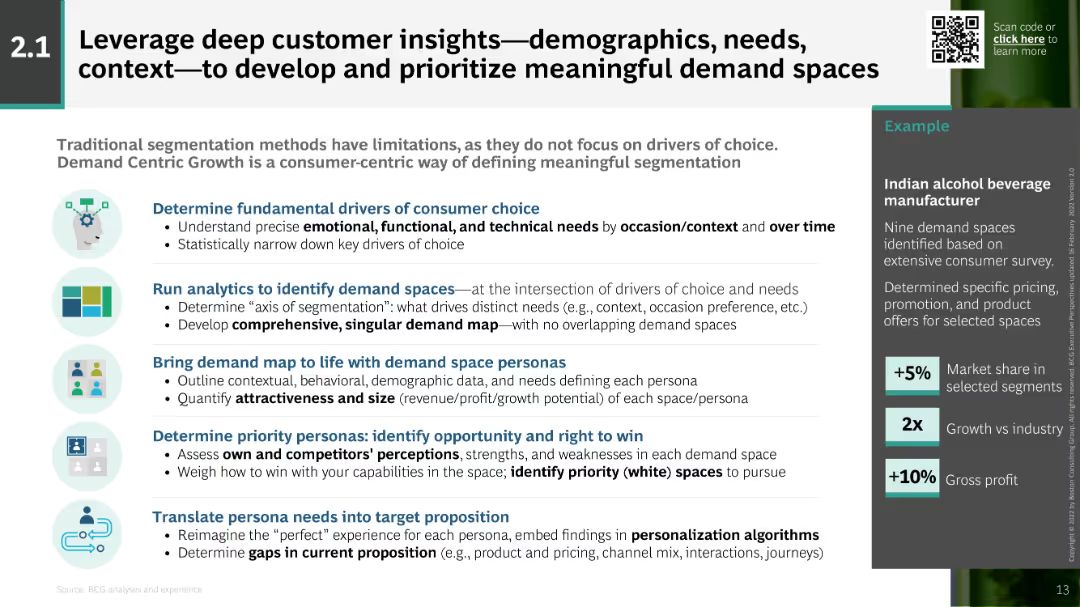 2.1
Leverage deep customer insights—demographics, needs,
context—to develop and prioritize meaningful demand spaces
Scan code or
click here to
learn more
Traditional segmentation methods have limitations, as they do not focus on drivers of choice.
Demand Centric Growth is a consumer-centric way of defining meaningful segmentation
Determine fundamental drivers of consumer choice
• Understand precise emotional, functional, and technical needs by occasion/context and over time
• Statistically narrow down key drivers of choice
Run analytics to identify demand spaces—at the intersection of drivers of choice and needs
• Determine “axis of segmentation”: what drives distinct needs (e.g., context, occasion preference, etc.)
• Develop comprehensive, singular demand map—with no overlapping demand spaces
Bring demand map to life with demand space personas
• Outline contextual, behavioral, demographic data, and needs defining each persona
• Quantify attractiveness and size (revenue/profit/growth potential) of each space/persona
Determine priority personas: identify opportunity and right to win
• Assess own and competitors' perceptions, strengths, and weaknesses in each demand space
• Weigh how to win with your capabilities in the space; identify priority (white) spaces to pursue
Translate persona needs into target proposition
• Reimagine the “perfect” experience for each persona, embed findings in personalization algorithms
• Determine gaps in current proposition (e.g., product and pricing, channel mix, interactions, journeys)
Example
Indian alcohol beverage
manufacturer
Nine demand spaces
identified based on
extensive consumer survey.
Determined specific pricing,
promotion, and product
offers for selected spaces
+5% Market share in
selected segments
2x Growth vs industry
+10% Gross profit
Copyright © 2022 by Boston Consulting Group. All rights reserved. BCG Executive Perspectives updated 16 February 2022 Version 2.0
Source: BCG analyses and experience
13